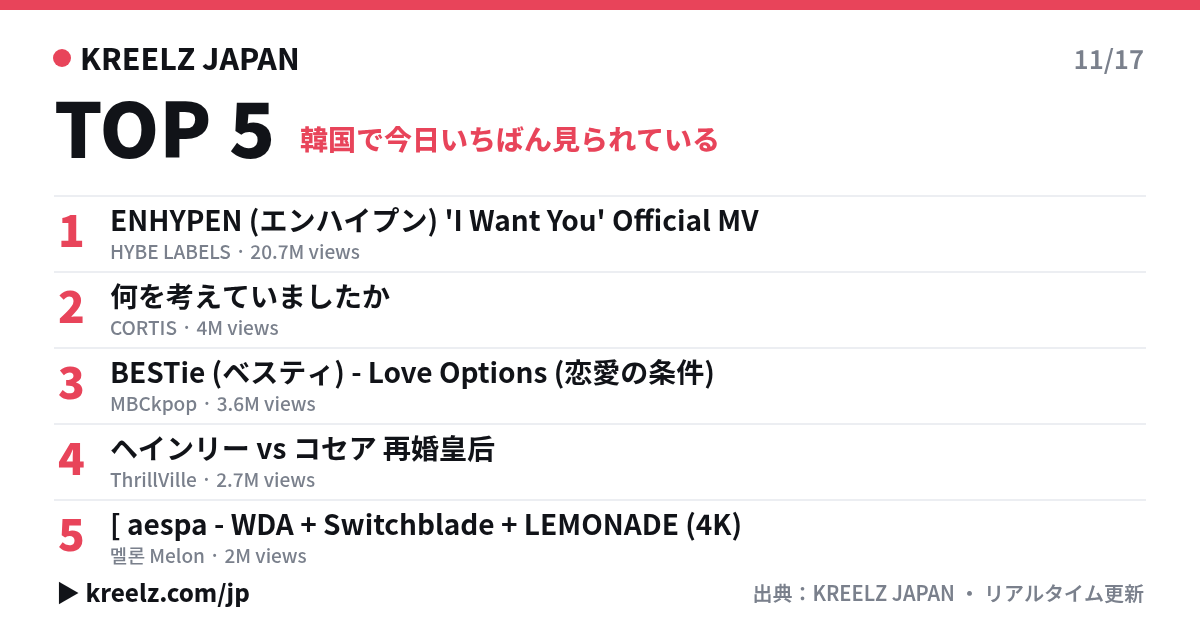 KREELZ JAPAN
11/17
TOP 5 韓国で今日いちばん見られている
1 ENHYPEN (エンハイプン) 'I Want You' Official MV
HYBE LABELS · 20.7M views
2 何を考えていましたか
CORTIS · 4M views
3 BESTie (ベスティ) - Love Options (恋愛の条件)
MBCkpop · 3.6M views
4 ヘインリー vs コセア 再婚皇后
ThrillVille · 2.7M views
5 [ aespa - WDA + Switchblade + LEMONADE (4K)
멜론 Melon · 2M views
▶ kreelz.com/jp
出典：KREELZ JAPAN ・ リアルタイム更新